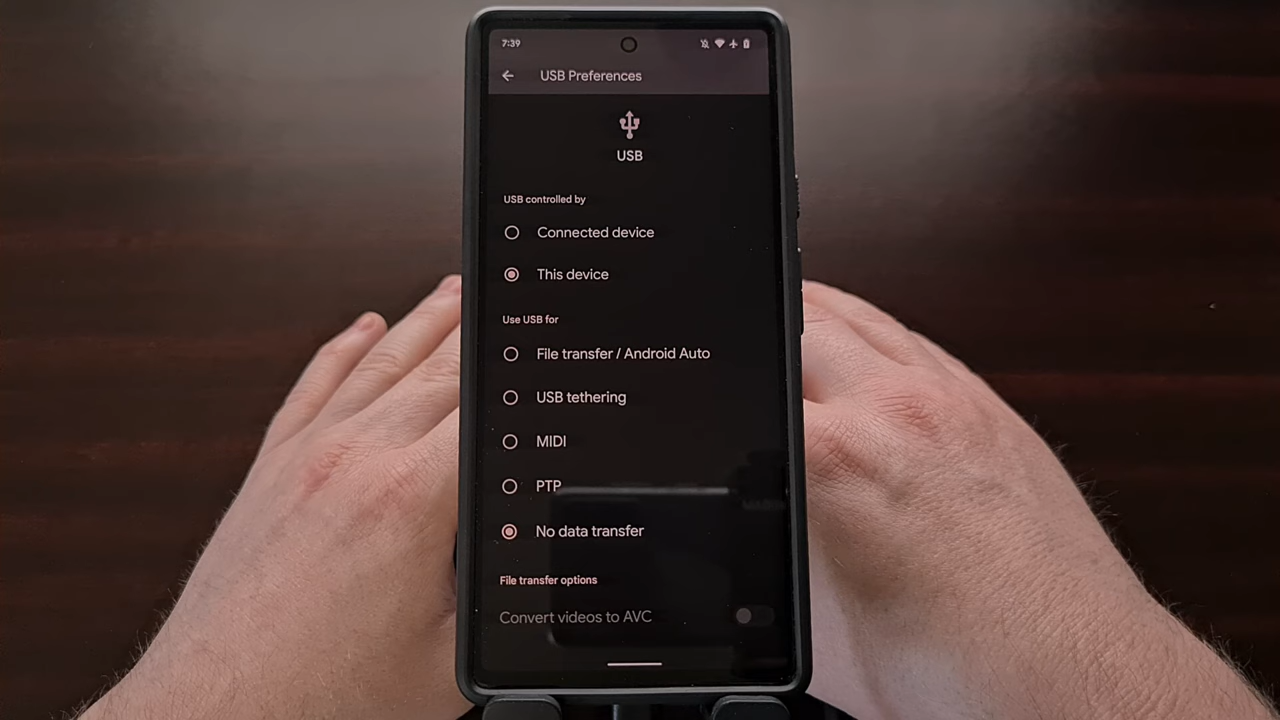 7:39
USB Preferences
USB
USB controlled by
Connected device
This device
Use USB for
File transfer / Android Auto
USB tethering
MIDI
PTP
No data transfer
File transfer options
Convert videos to AVC